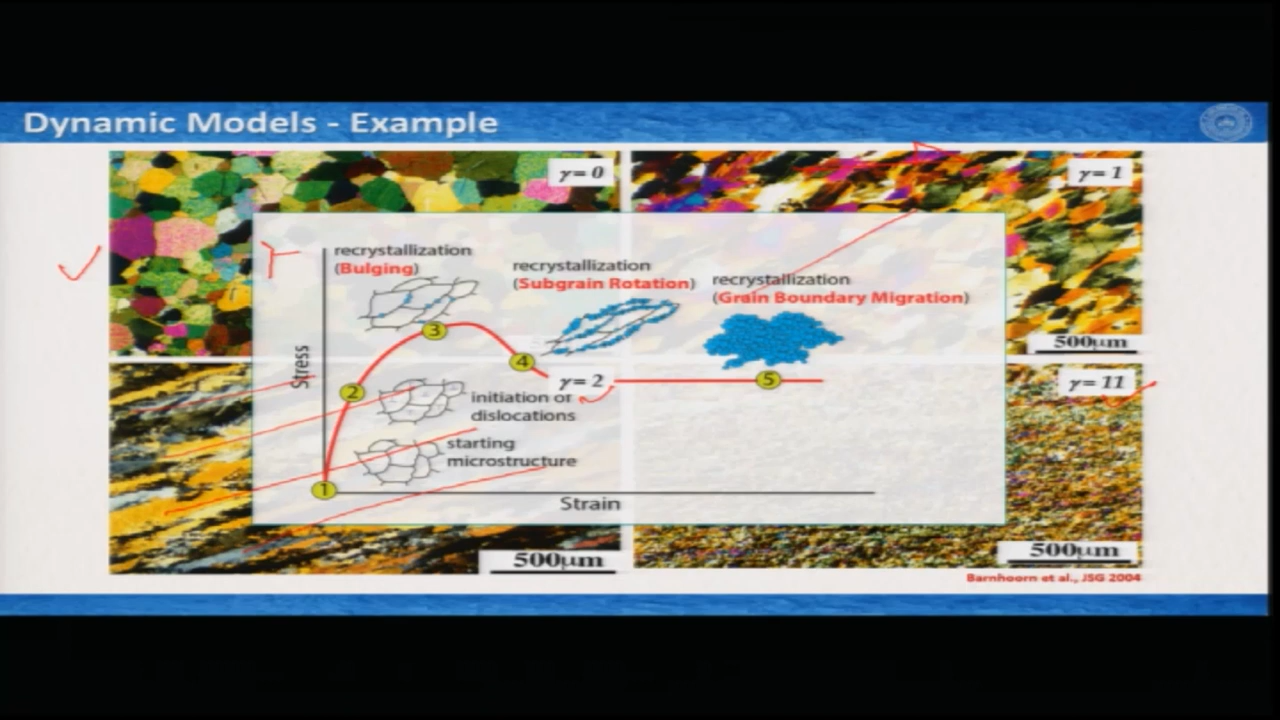 Dynamic Models - Example
γ= 0
γ= 1
recrystallization
(Bulging)
recrystallization
(Subgrain Rotation)
recrystallization
(Grain Boundary Migration)
3
500μm
Stress
4
2
γ= 2
5
γ= 11
initiation of
dislocations
starting
microstructure
1
Strain
500μm
500μm
Barnhoorn et al., JSG 2004